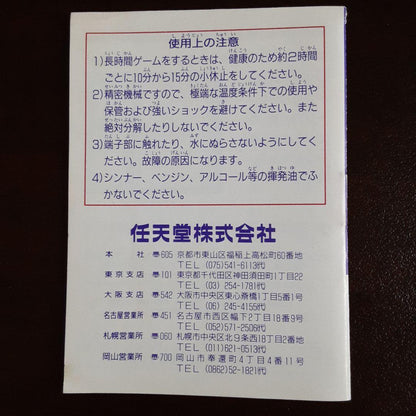 使用上の注意
1)長時間ゲームをするときは、健康のため約2時間
ごとに10分から15分の小休止をしてください。
2)精密機械ですので、極端な温度条件下での使用や
保管および強いショックを避けてください。また
絶対分解したりしないでください。
3)端子部に触れたり、水にぬらさないようにしてく
ださい。故障の原因になります。
4)シンナー、ベンジン、アルコール等の揮発油でふ
かないでください。
任天堂株式会社
本社 〠605 京都市東山区福稲上高松町60番地
TEL (075)541-6113代
東京支店 〠101 東京都千代田区神田須田町1丁目22
TEL (03) 254-1781代
大阪支店 〠542 大阪市中央区東心斎橋1丁目5番1号
TEL (06) 245-4155代
名古屋営業所 〠451 名古屋市西区幅下2丁目18番9号
TEL (052)571-2506代
札幌営業所 〠060 札幌市中央区北9条西18丁目2番地
TEL (011)621-0513代
岡山営業所 〠700 岡山市奉還町4丁目4番11号
TEL (0862)52-1821代